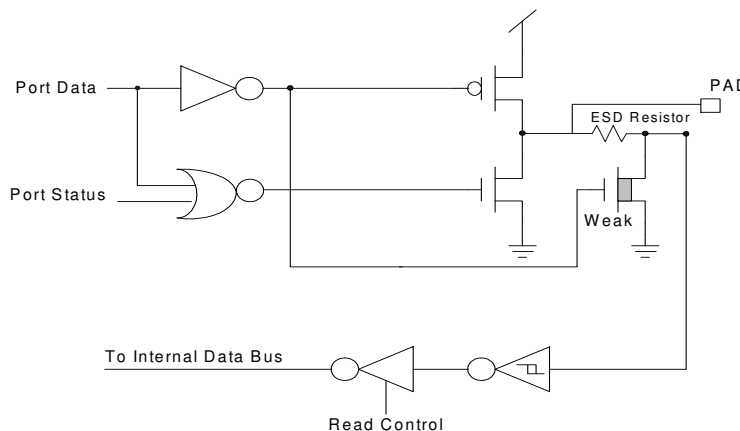 Port Data
PAD
ESD Resistor
Port Status
Weak
To Internal Data Bus
Read Control